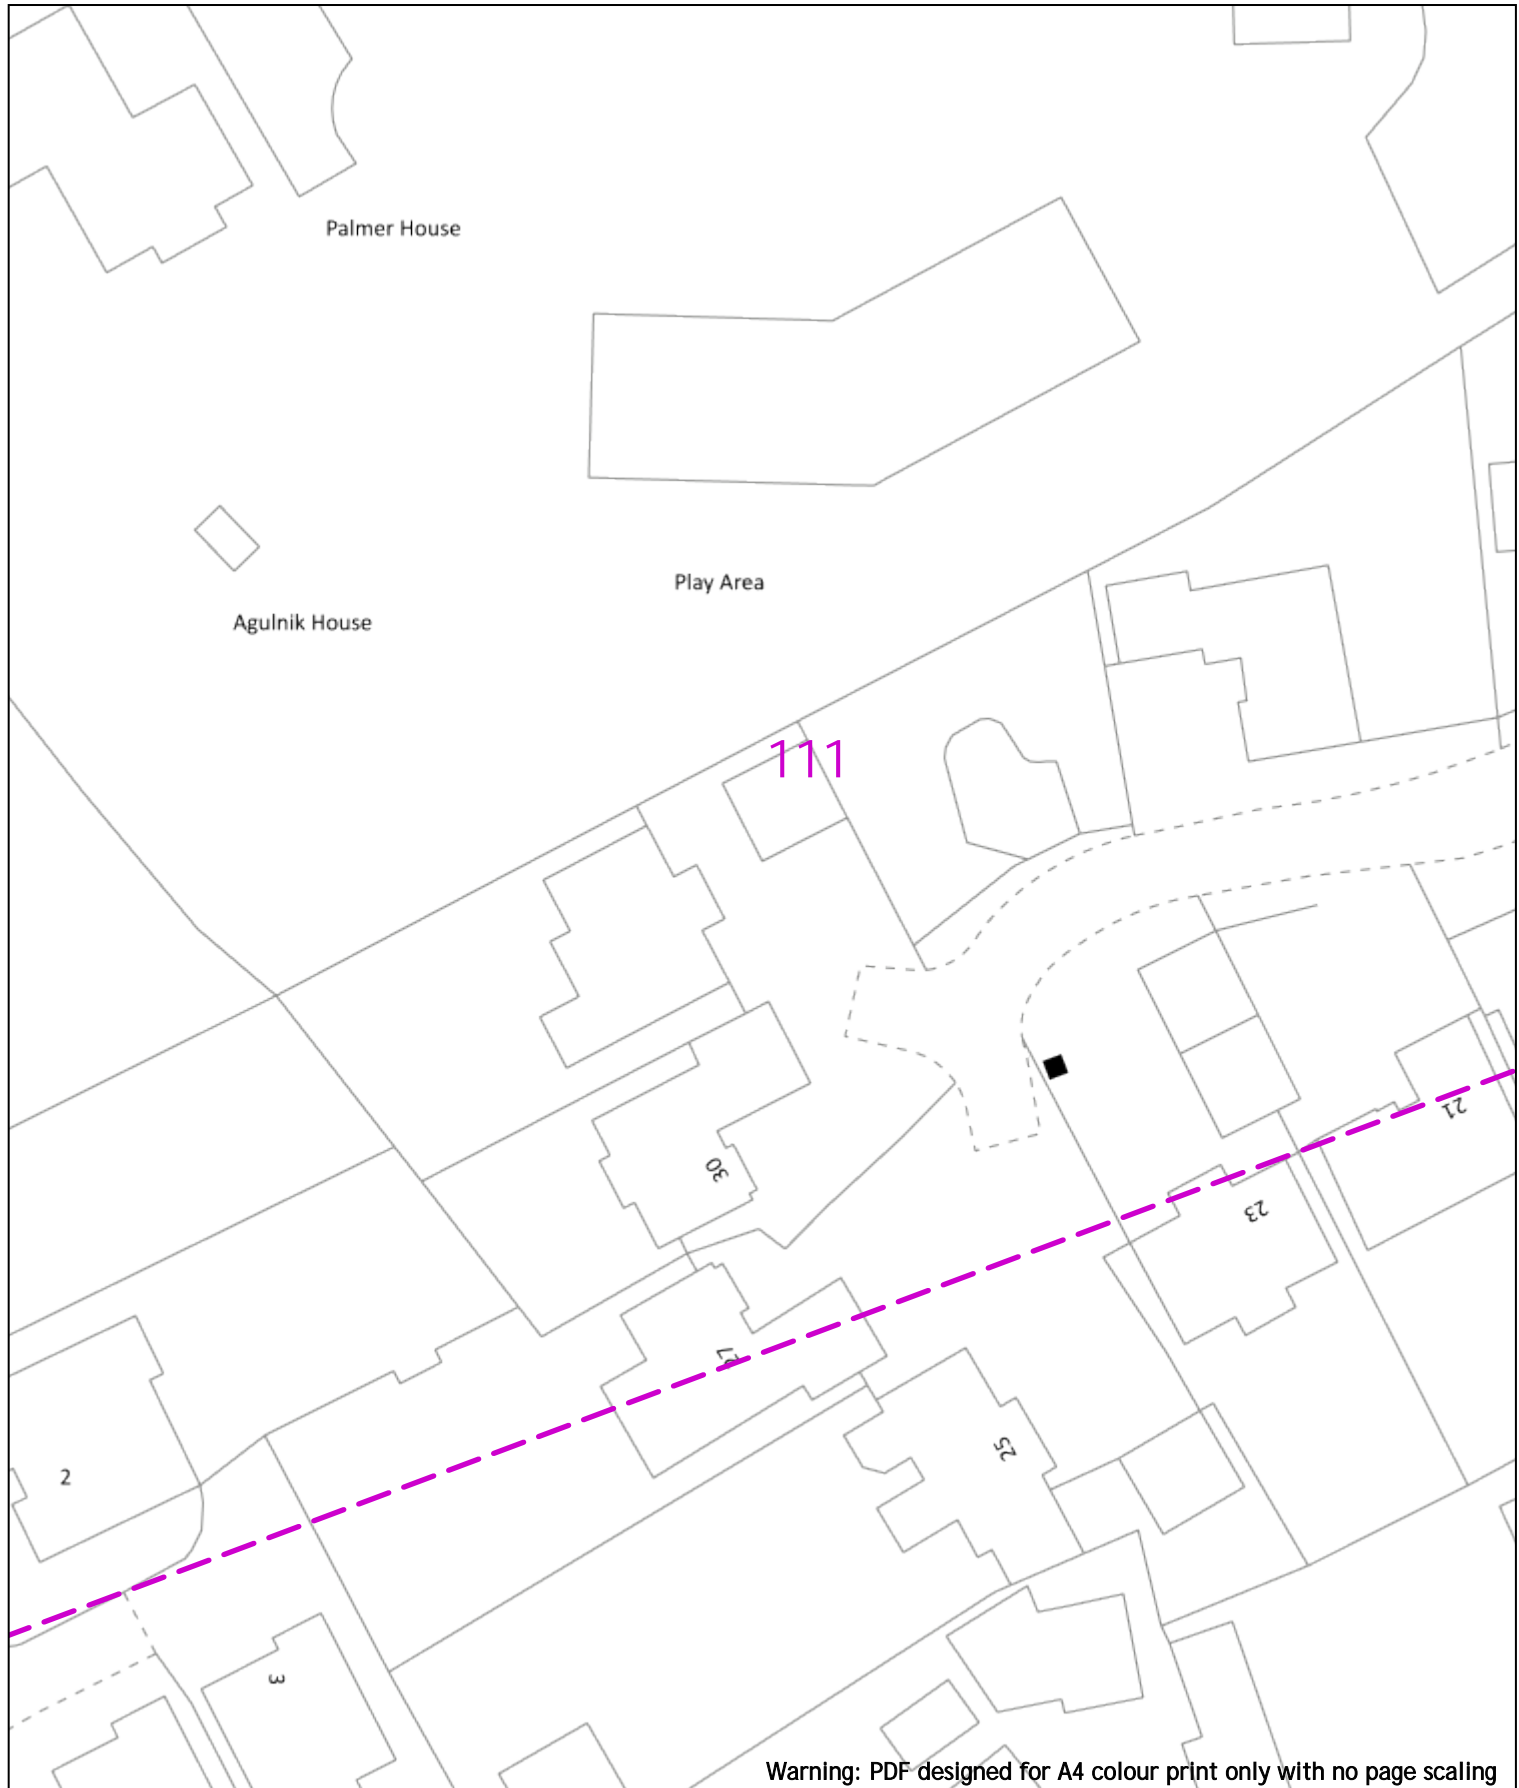 Palmer House
Play Area
Agulnik House
111
21
30
23
27
25
2
3
Warning: PDF designed for A4 colour print only with no page scaling